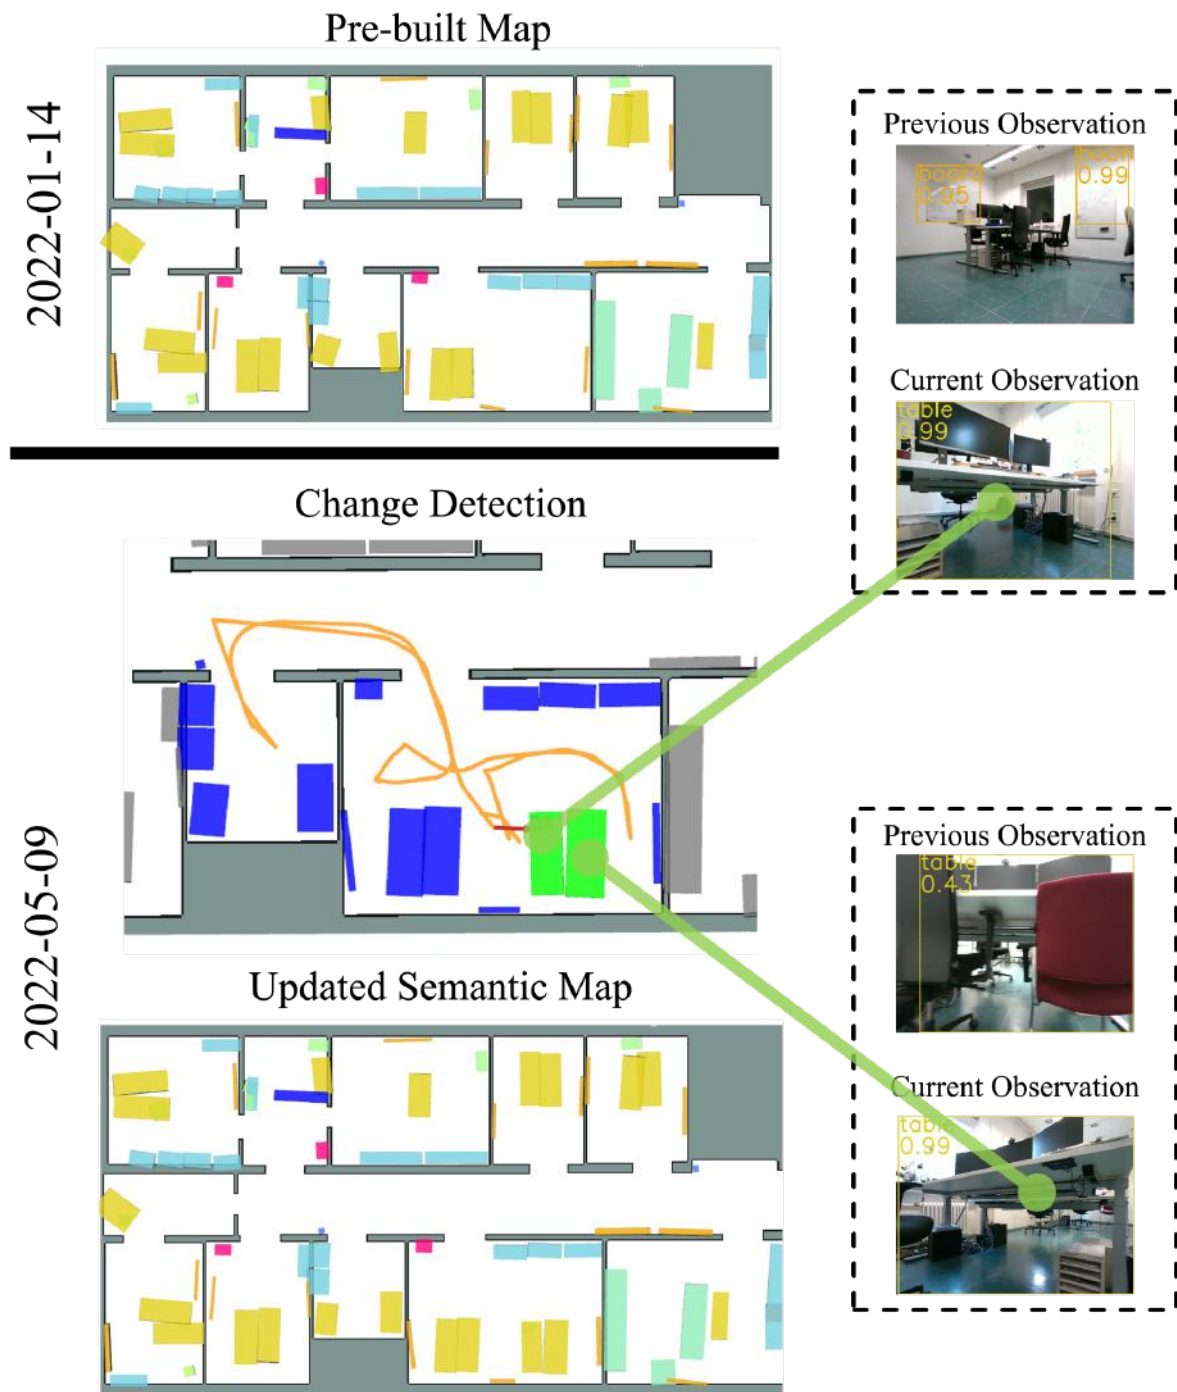 Pre-built Map
2022-01-14
Previous Observation
board
0.95
board
0.99
Current Observation
table
0.99
Change Detection
2022-05-09
Previous Observation
table
0.43
Updated Semantic Map
Current Observation
table
0.99